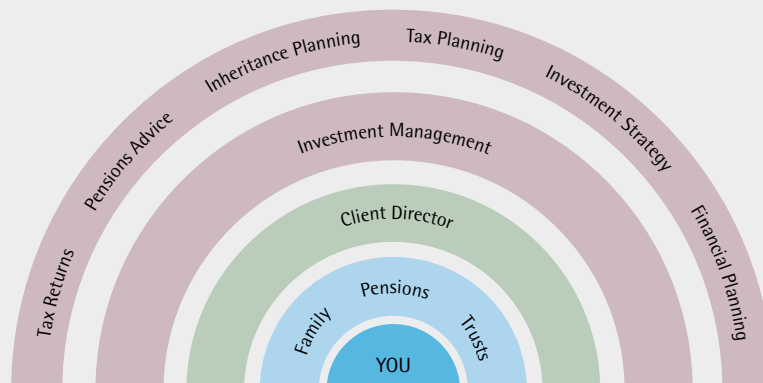 Tax Returns
Pensions Advice
Inheritance Planning
Tax Planning
Investment Strategy
Financial Planning
Investment Management
Client Director
Family
Pensions
Trusts
YOU